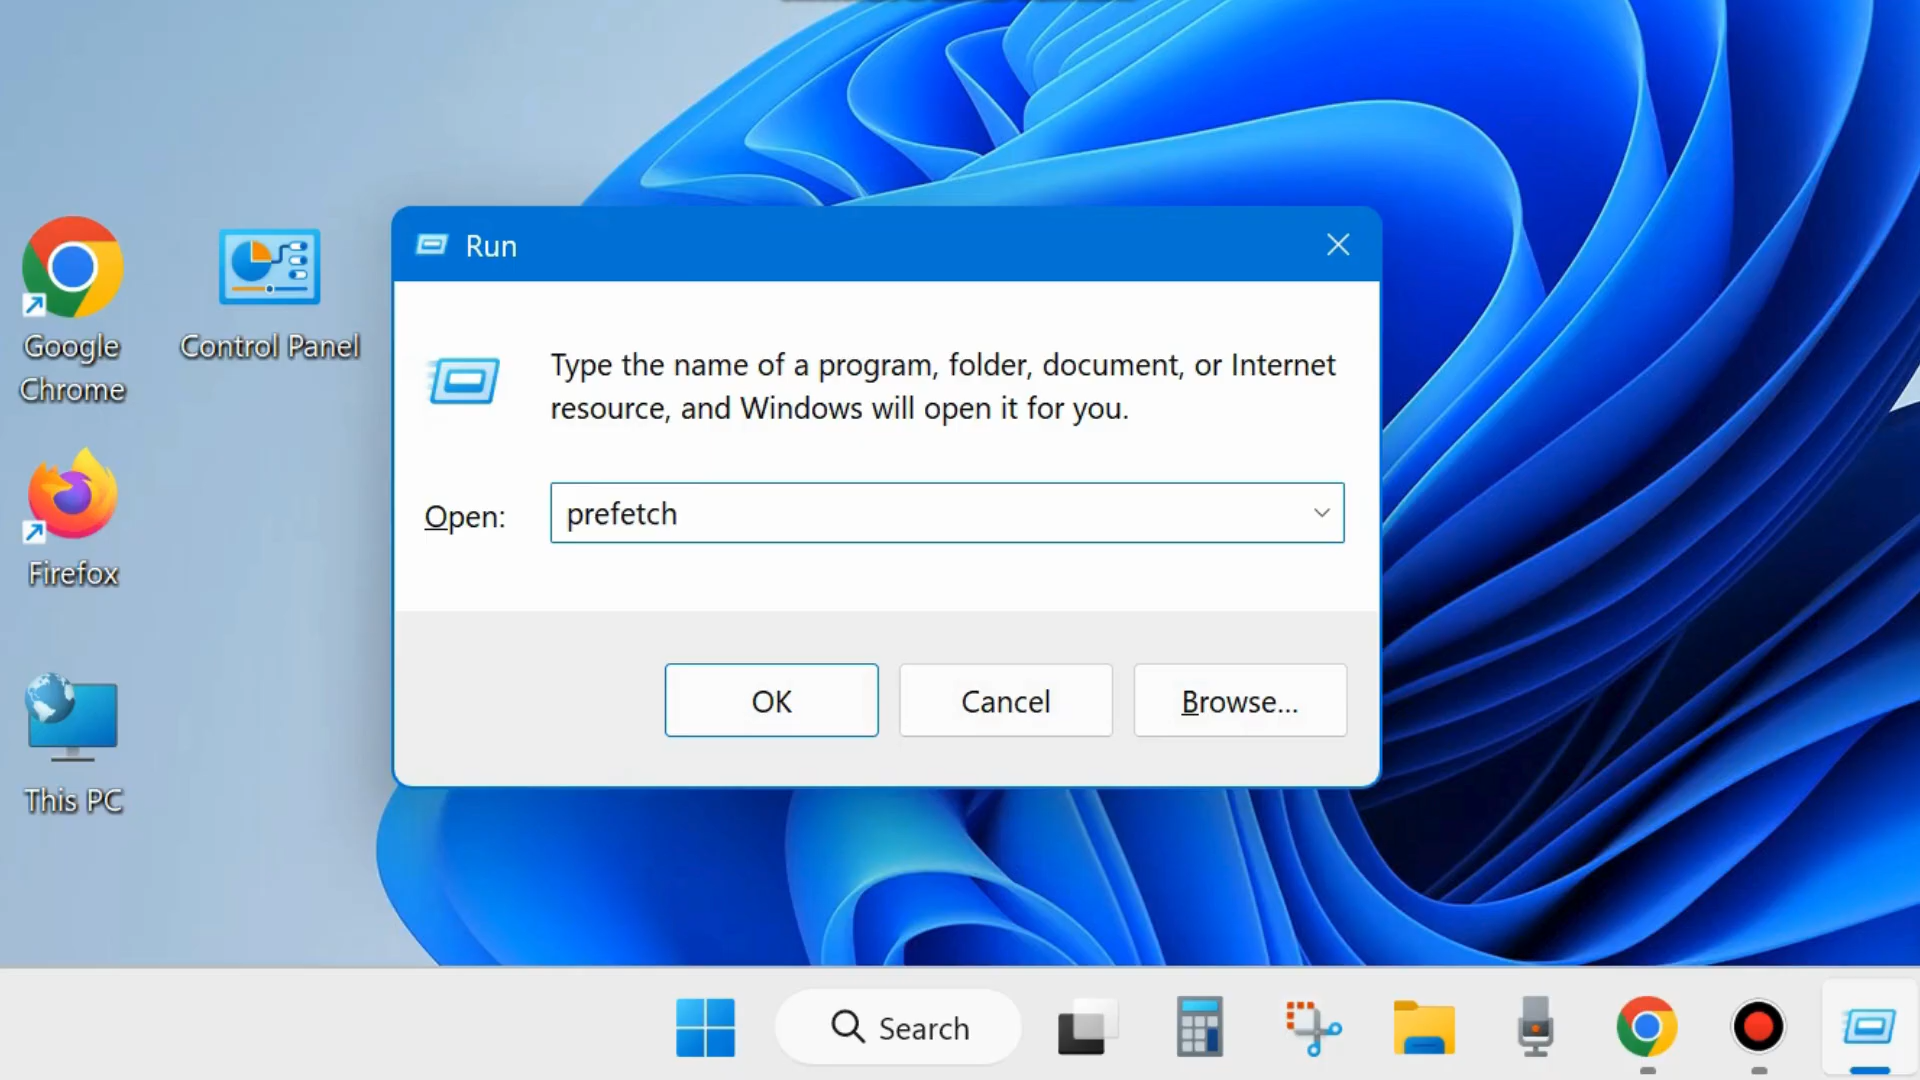 Run
Type the name of a program, folder, document, or Internet
resource, and Windows will open it for you.
Open:
prefetch
OK
Cancel
Browse...
Google
Chrome
Control Panel
Firefox
This PC
Search